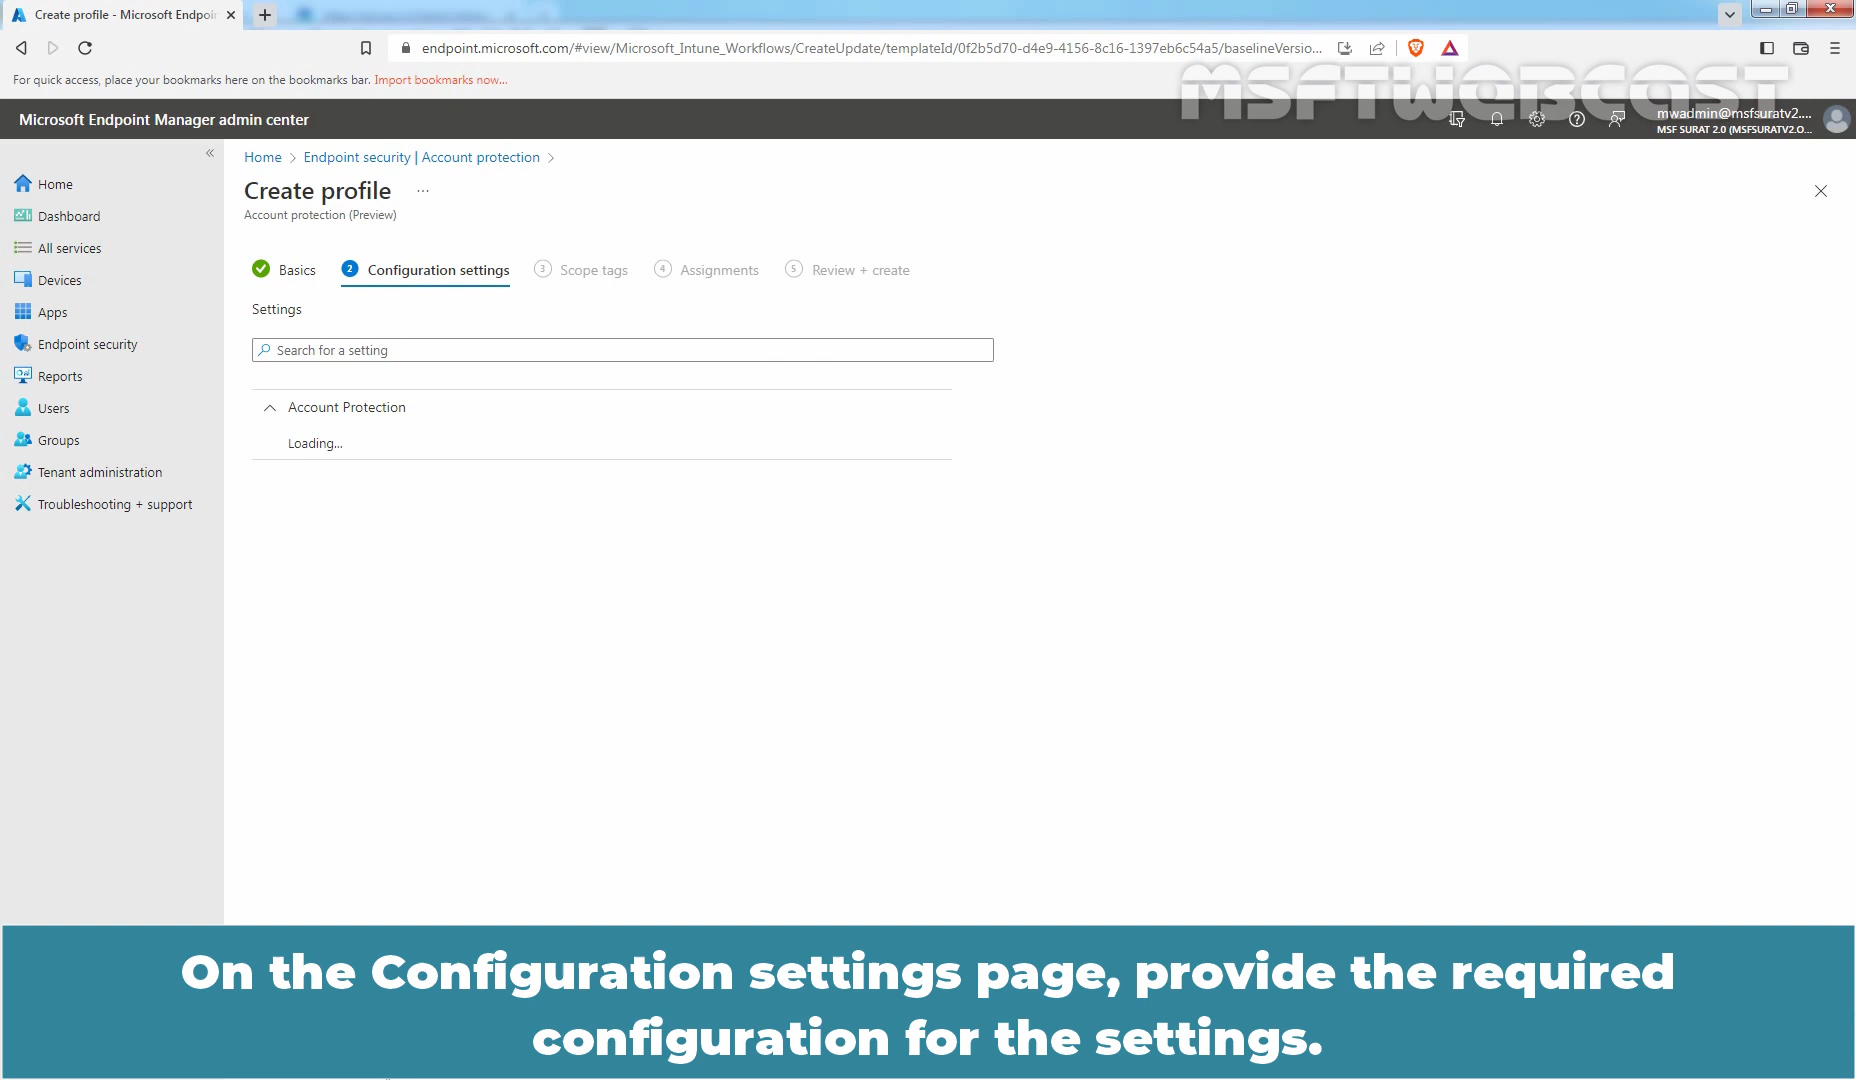 Create profile - Microsoft Endpoin
For quick access, place your bookmarks here on the bookmarks bar. Import bookmarks now...
endpoint.microsoft.com/#view/Microsoft_Intune_Workflows/CreateUpdate/templateId/0f2b5d70-d4e9-4156-8c16-1397eb6c54a5/baselineVersio...
MSFTWEBCAST
Microsoft Endpoint Manager admin center
mwadmin@msfsuratv2....
MSF SURAT 2.0 (MSFSURATV2.O...
Home
Dashboard
All services
Devices
Apps
Endpoint security
Reports
Users
Groups
Tenant administration
Troubleshooting + support
Home > Endpoint security | Account protection >
Create profile ...
Account protection (Preview)
Basics 2 Configuration settings 3 Scope tags 4 Assignments 5 Review + create
Settings
Search for a setting
Account Protection
Loading...
On the Configuration settings page, provide the required
configuration for the settings.